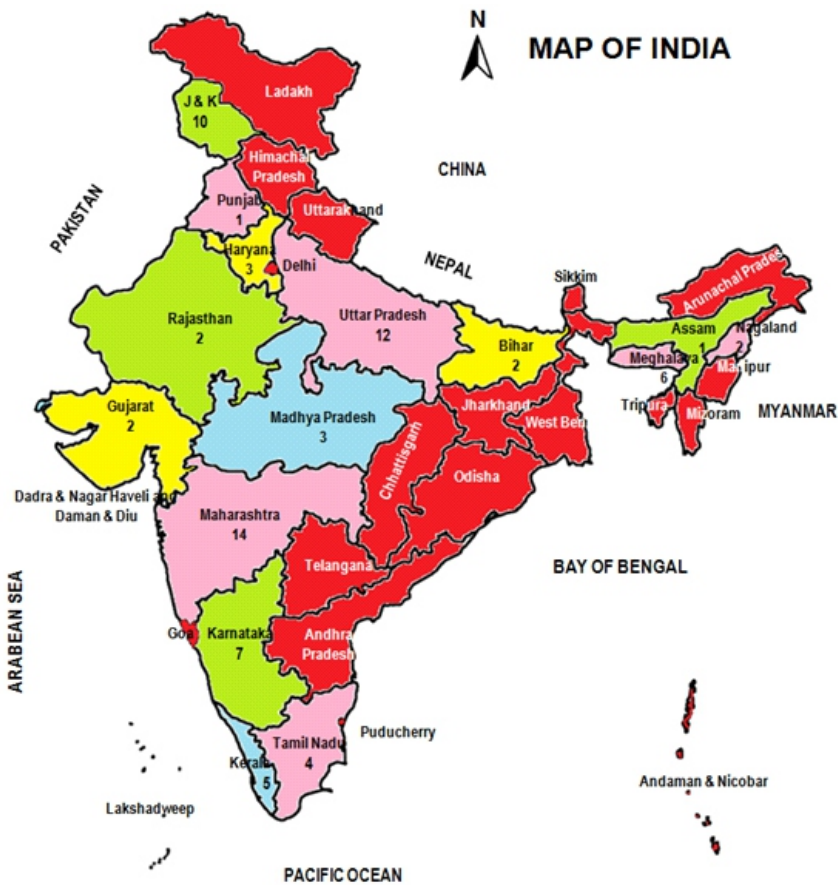 N
MAP OF INDIA
Ladakh
J & K
10
CHINA
Himachal
Pradesh
PAKISTAN
Punjab
1
Uttarakhand
NEPAL
Haryana
3
Delhi
Sikkim
Arunachal Prades
Rajasthan
2
Uttar Pradesh
12
Bihar
2
Assam
1
Nagaland
2
Meghalaya
6
Manipur
Gujarat
2
Madhya Pradesh
3
Jharkhand
West Ben
Tripura
Mizoram
MYANMAR
Chhattisgarh
Odisha
Dadra & Nagar Haveli and
Daman & Diu
Maharashtra
14
Telangana
BAY OF BENGAL
ARABEAN SEA
Goa
Karnataka
7
Andhra
Pradesh
Puducherry
Tamil Nadu
4
Kerala
5
Andaman & Nicobar
Lakshadweep
PACIFIC OCEAN